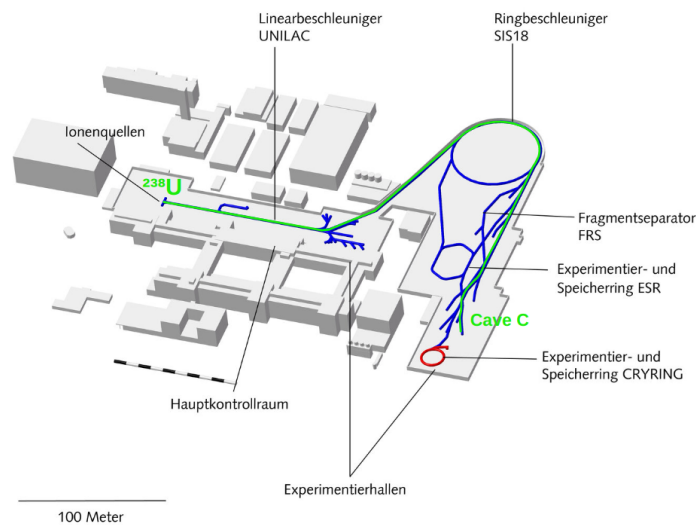 Linearbeschleuniger
UNILAC
Ringbeschleuniger
SIS18
Ionenquellen
²³⁸U
Fragmentseparator
FRS
Experimentier- und
Speicherring ESR
Cave C
Experimentier- und
Speicherring CRYRING
Hauptkontrollraum
Experimentierhallen
100 Meter